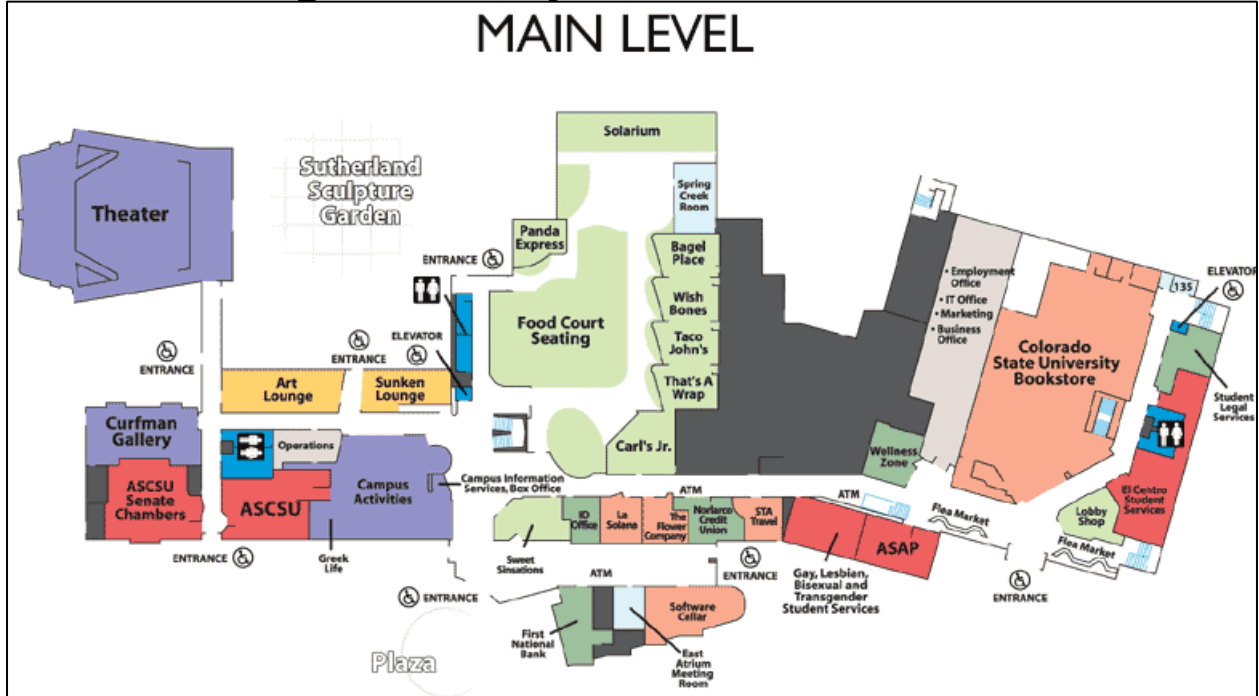 MAIN LEVEL
Solarium
Sutherland
Sculpture
Garden
Theater
Spring
Creek
Room
Panda
Express
ENTRANCE
Bagel
Place
• Employment
Office
• IT Office
• Marketing
• Business
Office
135
ELEVATOR
Wish
Bones
Food Court
Seating
ELEVATOR
Taco
John's
Colorado
State University
Bookstore
ENTRANCE
ENTRANCE
That's A
Wrap
Art
Lounge
Sunken
Lounge
Student
Legal
Services
Curfman
Gallery
Operations
Carl's Jr.
Wellness
Zone
ASCSU
Senate
Chambers
ASCSU
Campus
Activities
Campus Information
Services, Box Office
ATM
ATM
El Centro
Student
Services
ID
Office
La
Solana
The
Flower
Company
Norlarco
Credit
Union
STA
Travel
Flea Market
Lobby
Shop
ASAP
Flea Market
ENTRANCE
Greek
Life
Sweet
Sinsations
ATM
ENTRANCE
Gay, Lesbian,
Bisexual and
Transgender
Student Services
ENTRANCE
ENTRANCE
Software
Cellar
First
National
Bank
East
Atrium
Meeting
Room
Plaza